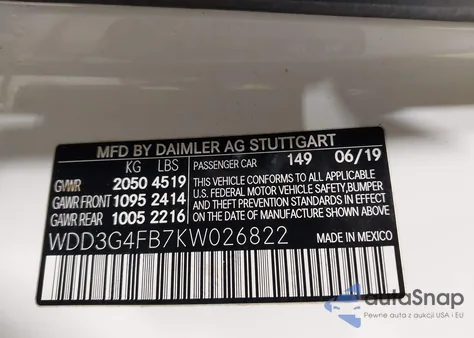 MFD BY DAIMLER AG STUTTGART
KG LBS
GVWR 2050 4519
GAWR FRONT 1095 2414
GAWR REAR 1005 2216
PASSENGER CAR 149 06/19
THIS VEHICLE CONFORMS TO ALL APPLICABLE
U.S. FEDERAL MOTOR VEHICLE SAFETY, BUMPER
AND THEFT PREVENTION STANDARDS IN EFFECT
ON THE DATE OF MANUFACTURE SHOWN ABOVE
WDD3G4FB7KW026822 MADE IN MEXICO
autaSnap
Pewne auta z aukcji USA i EU